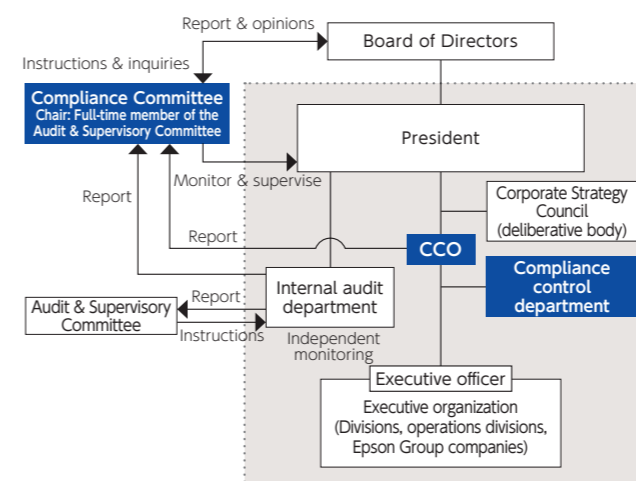 Report & opinions
Board of Directors
Instructions & inquiries
Compliance Committee
Chair: Full-time member of the
Audit & Supervisory Committee
President
Monitor & supervise
Report
Corporate Strategy
Council
(deliberative body)
Report
CCO
Compliance
control
department
Internal audit
department
Report
Audit & Supervisory
Committee
Instructions
Independent
monitoring
Executive officer
Executive organization
(Divisions, operations divisions,
Epson Group companies)